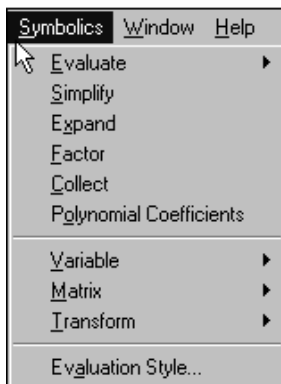 Symbolics Window Help
Evaluate
Simplify
Expand
Factor
Collect
Polynomial Coefficients
Variable
Matrix
Transform
Evaluation Style...